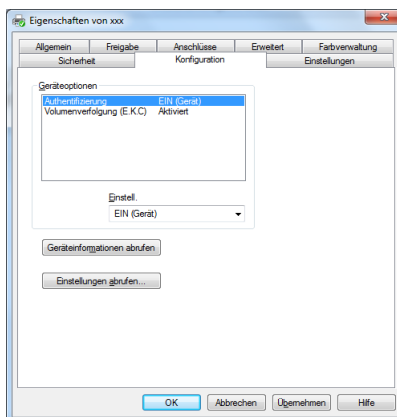 Eigenschaften von xxx
Allgemein Freigabe Anschlüsse Erweitert Farbverwaltung
Sicherheit Konfiguration Einstellungen
Geräteoptionen
Authentifizierung EIN (Gerät)
Volumenverfolgung (E.K.C) Aktiviert
Einstell.
EIN (Gerät)
Geräteinformationen abrufen
Einstellungen abrufen...
OK Abbrechen Übernehmen Hilfe